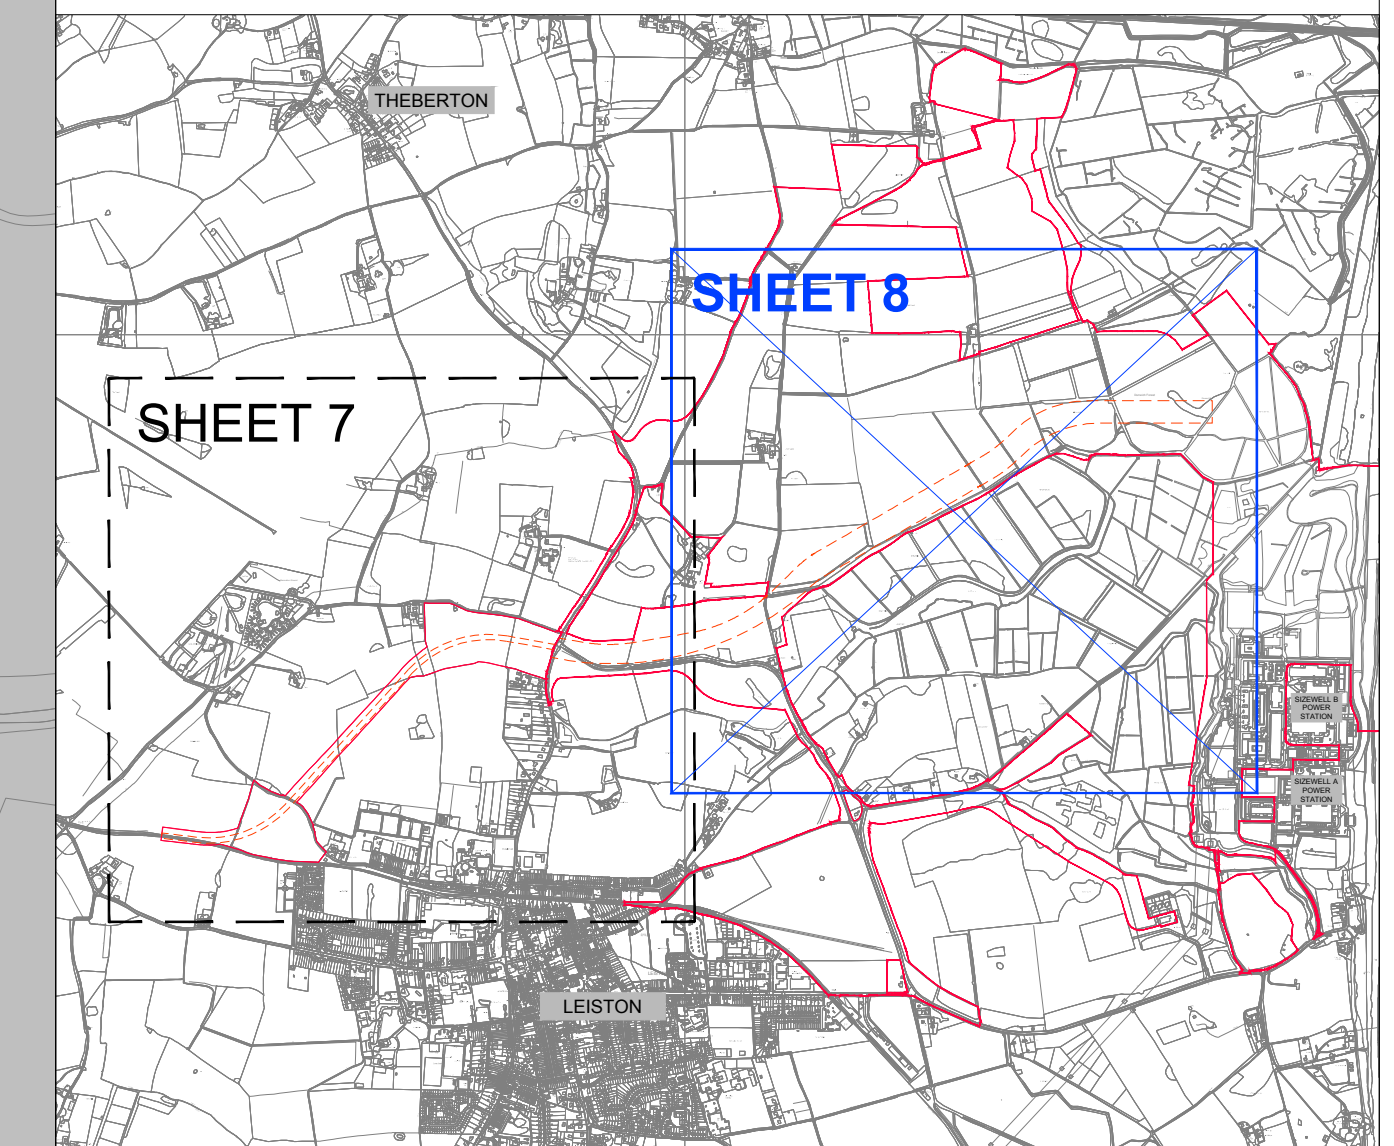 THEBERTON
SHEET 8
SHEET 7
SIZEWELL B
POWER
STATION
SIZEWELL A
POWER
STATION
LEISTON